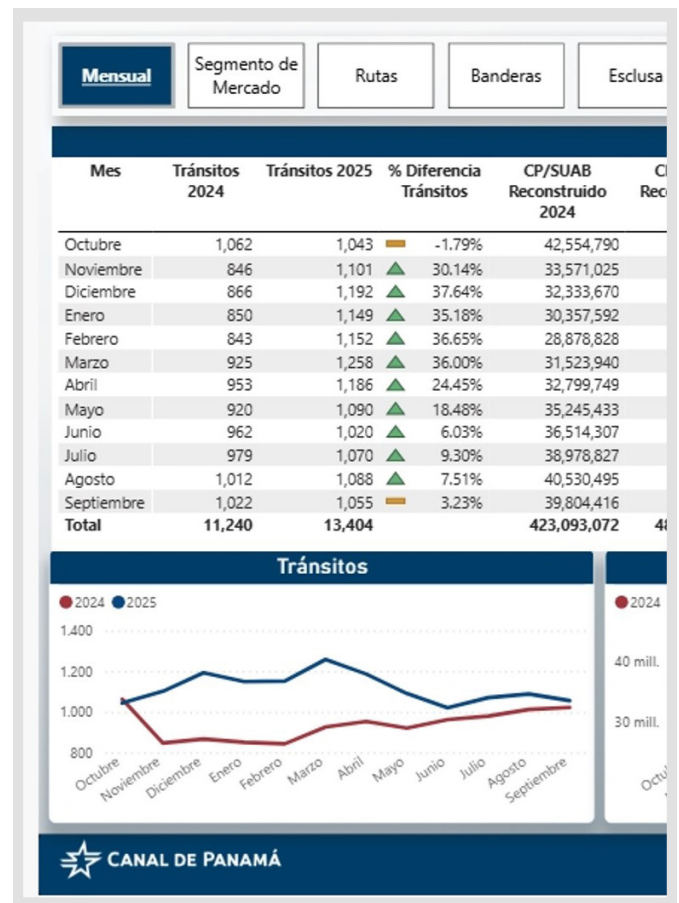 Mensual
Segmento de
Mercado
Rutas
Banderas
Esclusa
Mes Tránsitos 2024 Tránsitos 2025 % Diferencia Tránsitos CP/SUAB Reconstruido 2024
Octubre 1,062 1,043 -1.79% 42,554,790
Noviembre 846 1,101 30.14% 33,571,025
Diciembre 866 1,192 37.64% 32,333,670
Enero 850 1,149 35.18% 30,357,592
Febrero 843 1,152 36.65% 28,878,828
Marzo 925 1,258 36.00% 31,523,940
Abril 953 1,186 24.45% 32,799,749
Mayo 920 1,090 18.48% 35,245,433
Junio 962 1,020 6.03% 36,514,307
Julio 979 1,070 9.30% 38,978,827
Agosto 1,012 1,088 7.51% 40,530,495
Septiembre 1,022 1,055 3.23% 39,804,416
Total 11,240 13,404 423,093,072
Tránsitos
2024 2025
1.400
1.200
1.000
800
Octubre Noviembre Diciembre Enero Febrero Marzo Abril Mayo Junio Julio Agosto Septiembre
2024
40 mill.
30 mill.
CANAL DE PANAMÁ